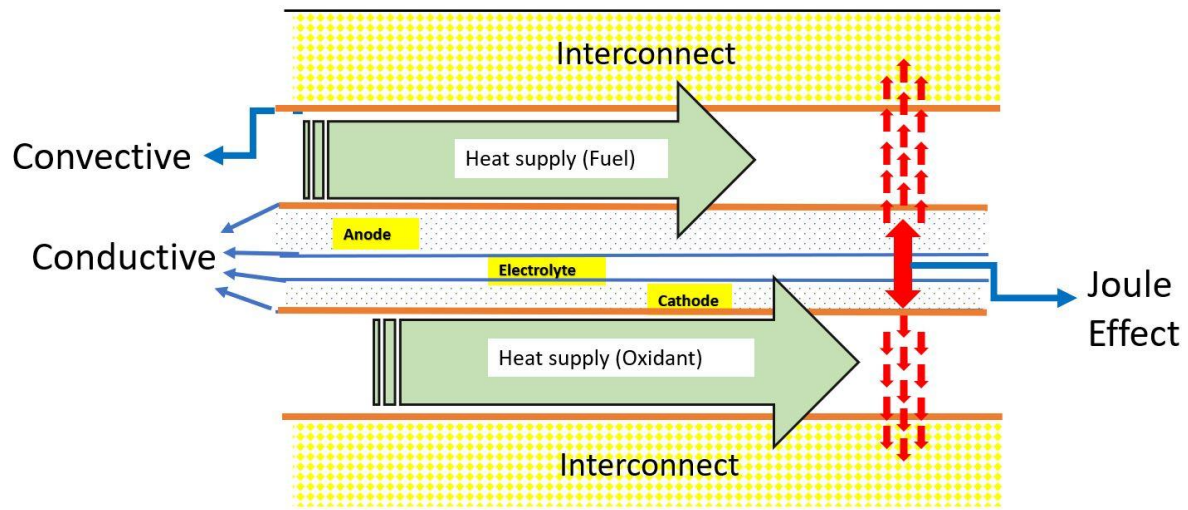 Interconnect
Convective
Heat supply (Fuel)
Anode
Conductive
Electrolyte
Cathode
Joule
Effect
Heat supply (Oxidant)
Interconnect